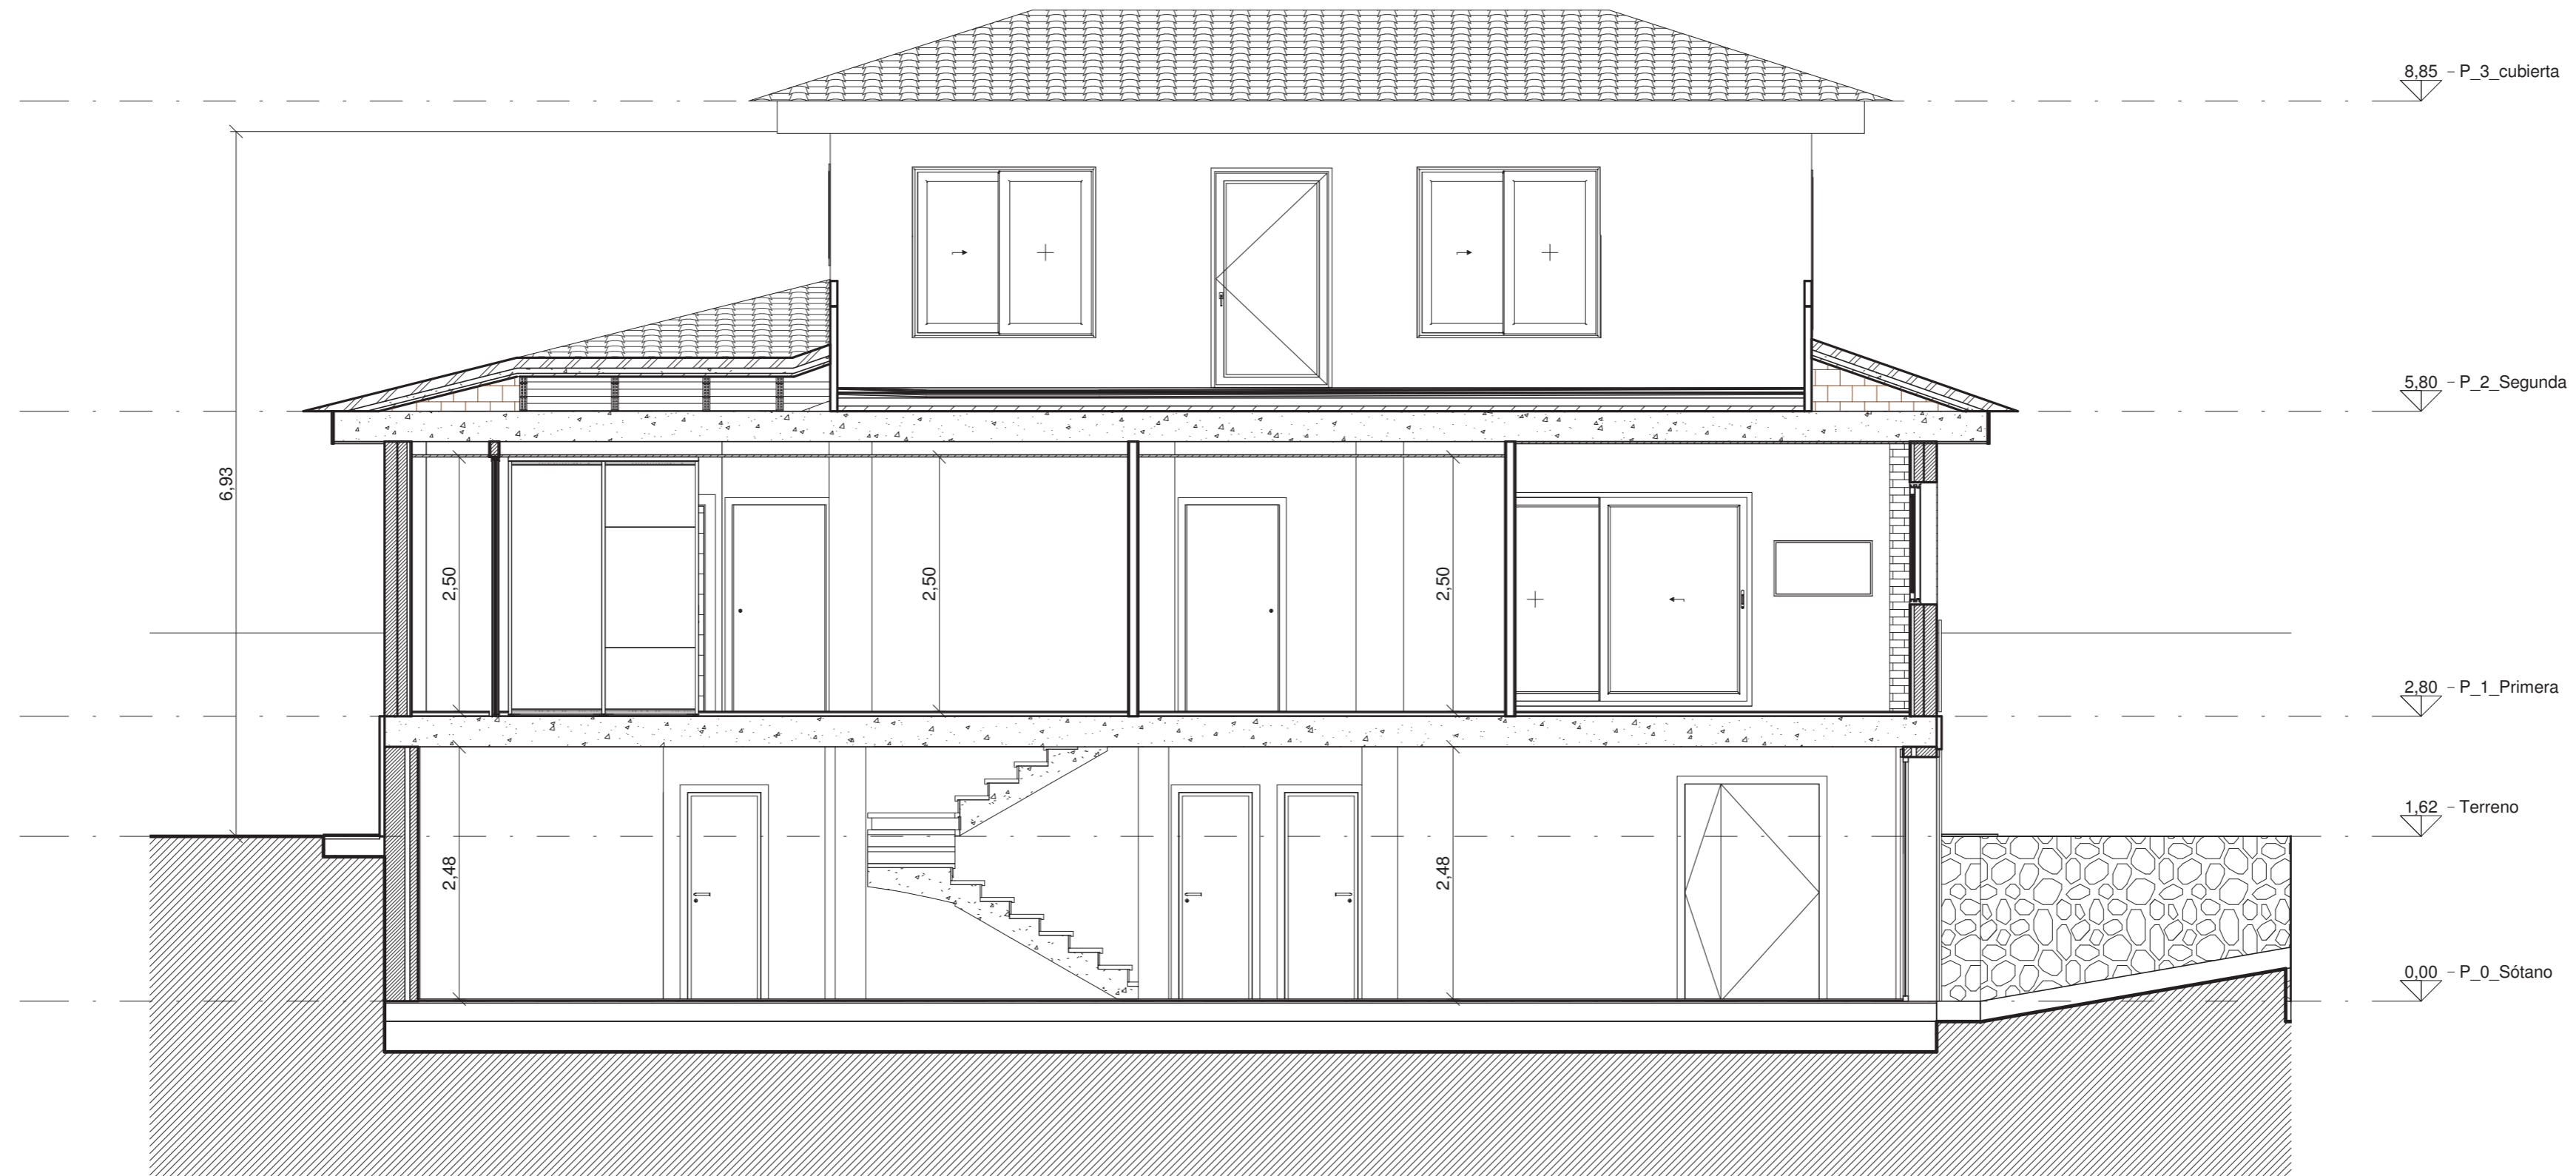 8,85 - P_3_cubierta
5,80 - P_2_Segunda
6,93
2,50
2,50
2,50
2,80 - P_1_Primera
1,62 - Terreno
2,48
2,48
0,00 - P_0_Sótano